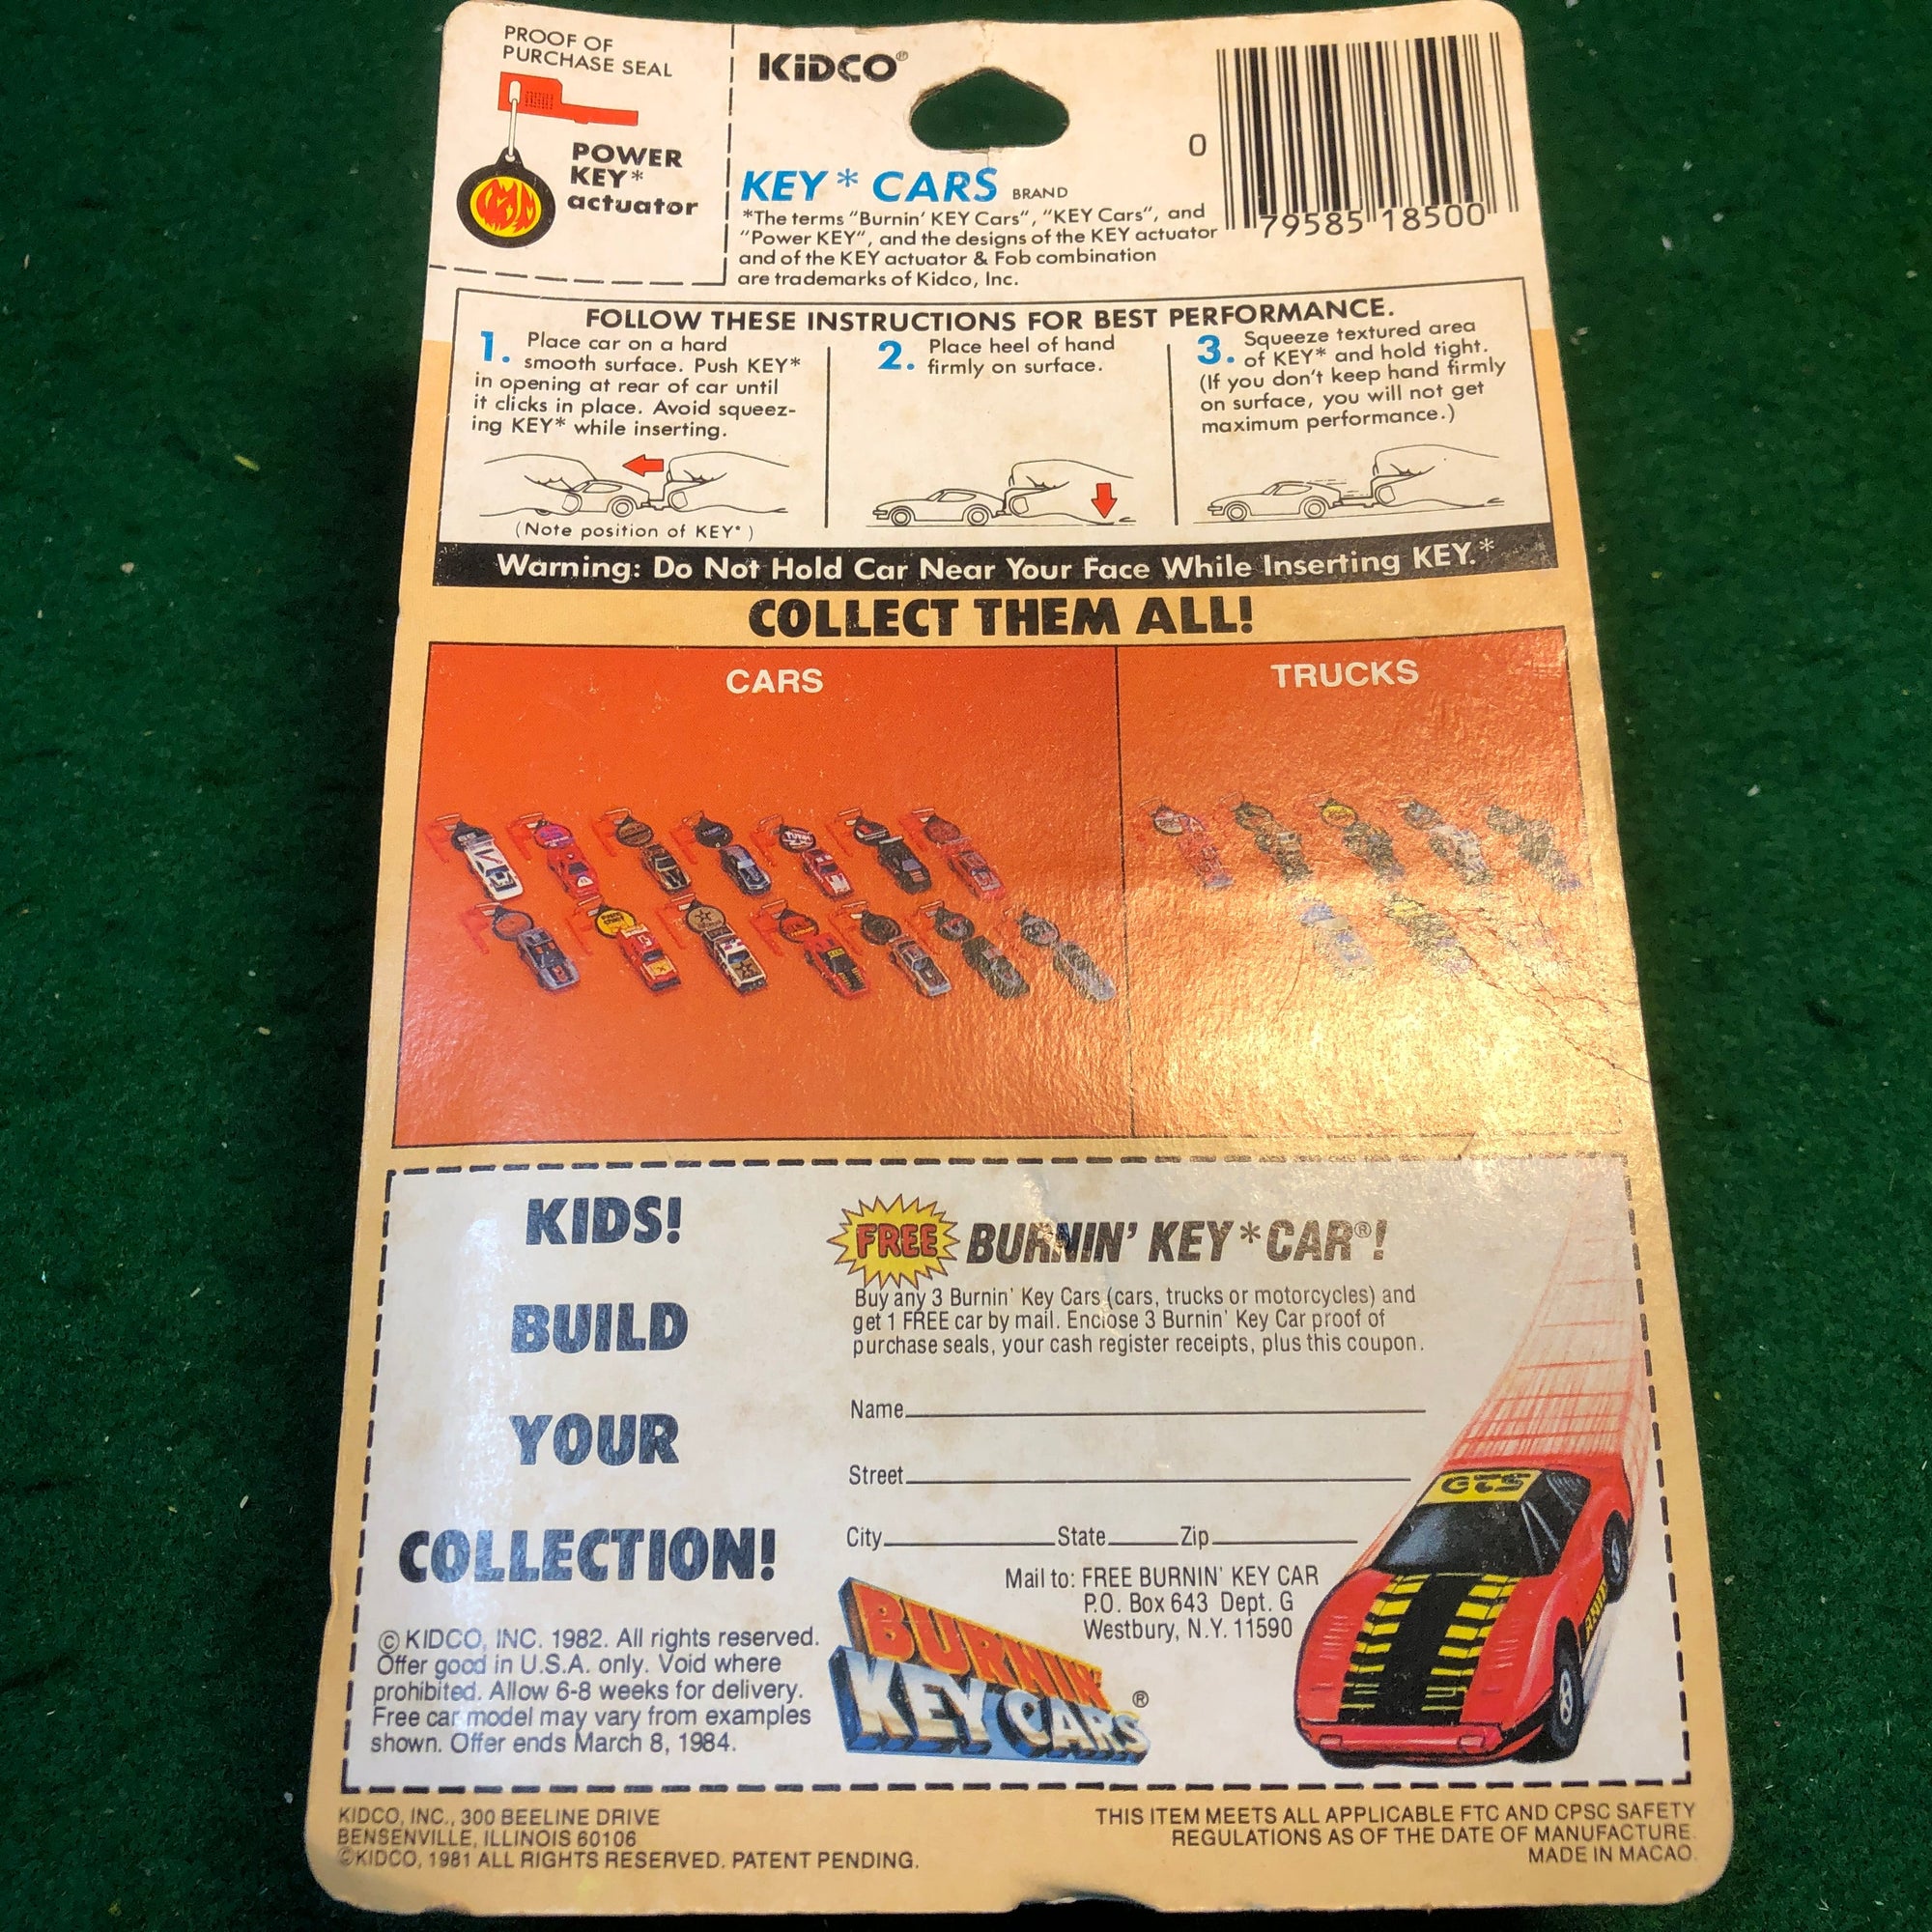 PROOF OF
PURCHASE SEAL
POWER
KEY*
actuator
KIDCO®
KEY * CARS BRAND
*The terms "Burnin' KEY Cars", "KEY Cars", and
"Power KEY", and the designs of the KEY actuator
and of the KEY actuator & Fob combination
are trademarks of Kidco, Inc.
0 79585 18500
FOLLOW THESE INSTRUCTIONS FOR BEST PERFORMANCE.
1. Place car on a hard
smooth surface. Push KEY*
in opening at rear of car until
it clicks in place. Avoid squeez-
ing KEY* while inserting.
(Note position of KEY*)
2. Place heel of hand
firmly on surface.
3. Squeeze textured area
of KEY* and hold tight.
(If you don't keep hand firmly
on surface, you will not get
maximum performance.)
Warning: Do Not Hold Car Near Your Face While Inserting KEY.*
COLLECT THEM ALL!
CARS
TRUCKS
KIDS!
BUILD
YOUR
COLLECTION!
© KIDCO, INC. 1982. All rights reserved.
Offer good in U.S.A. only. Void where
prohibited. Allow 6-8 weeks for delivery.
Free car model may vary from examples
shown. Offer ends March 8, 1984.
FREE BURNIN' KEY*CAR®!
Buy any 3 Burnin' Key Cars (cars, trucks or motorcycles) and
get 1 FREE car by mail. Enclose 3 Burnin' Key Car proof of
purchase seals, your cash register receipts, plus this coupon.
Name
Street
City State Zip
Mail to: FREE BURNIN' KEY CAR
P.O. Box 643 Dept. G
Westbury, N.Y. 11590
BURNIN'
KEY CARS®
GTS
KIDCO, INC., 300 BEELINE DRIVE
BENSENVILLE, ILLINOIS 60106
©KIDCO, 1981 ALL RIGHTS RESERVED. PATENT PENDING.
THIS ITEM MEETS ALL APPLICABLE FTC AND CPSC SAFETY
REGULATIONS AS OF THE DATE OF MANUFACTURE.
MADE IN MACAO.